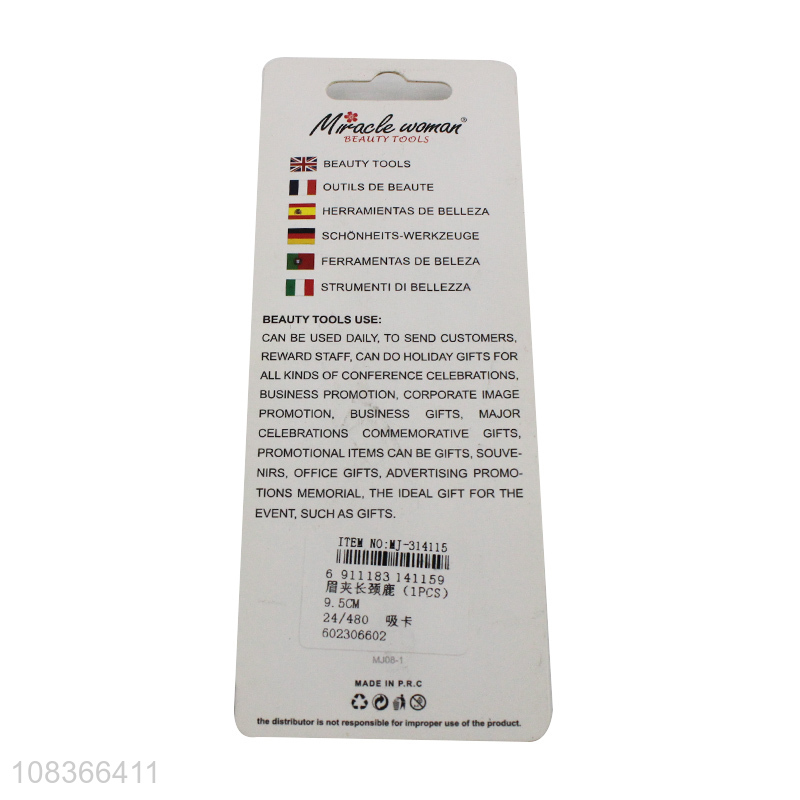 Miracle woman®
BEAUTY TOOLS
BEAUTY TOOLS
OUTILS DE BEAUTE
HERRAMIENTAS DE BELLEZA
SCHÖNHEITS-WERKZEUGE
FERRAMENTAS DE BELEZA
STRUMENTI DI BELLEZZA
BEAUTY TOOLS USE:
CAN BE USED DAILY, TO SEND CUSTOMERS,
REWARD STAFF, CAN DO HOLIDAY GIFTS FOR
ALL KINDS OF CONFERENCE CELEBRATIONS,
BUSINESS PROMOTION, CORPORATE IMAGE
PROMOTION, BUSINESS GIFTS, MAJOR
CELEBRATIONS COMMEMORATIVE GIFTS,
PROMOTIONAL ITEMS CAN BE GIFTS, SOUVE-
NIRS, OFFICE GIFTS, ADVERTISING PROMO-
TIONS MEMORIAL, THE IDEAL GIFT FOR THE
EVENT, SUCH AS GIFTS.
ITEM NO:MJ-314115
6 911183 141159
眉夹长颈鹿(1PCS)
9.5CM
24/480 吸卡
602306602
MJ08-1
MADE IN P.R.C
the distributor is not responsible for improper use of the product.
108366411